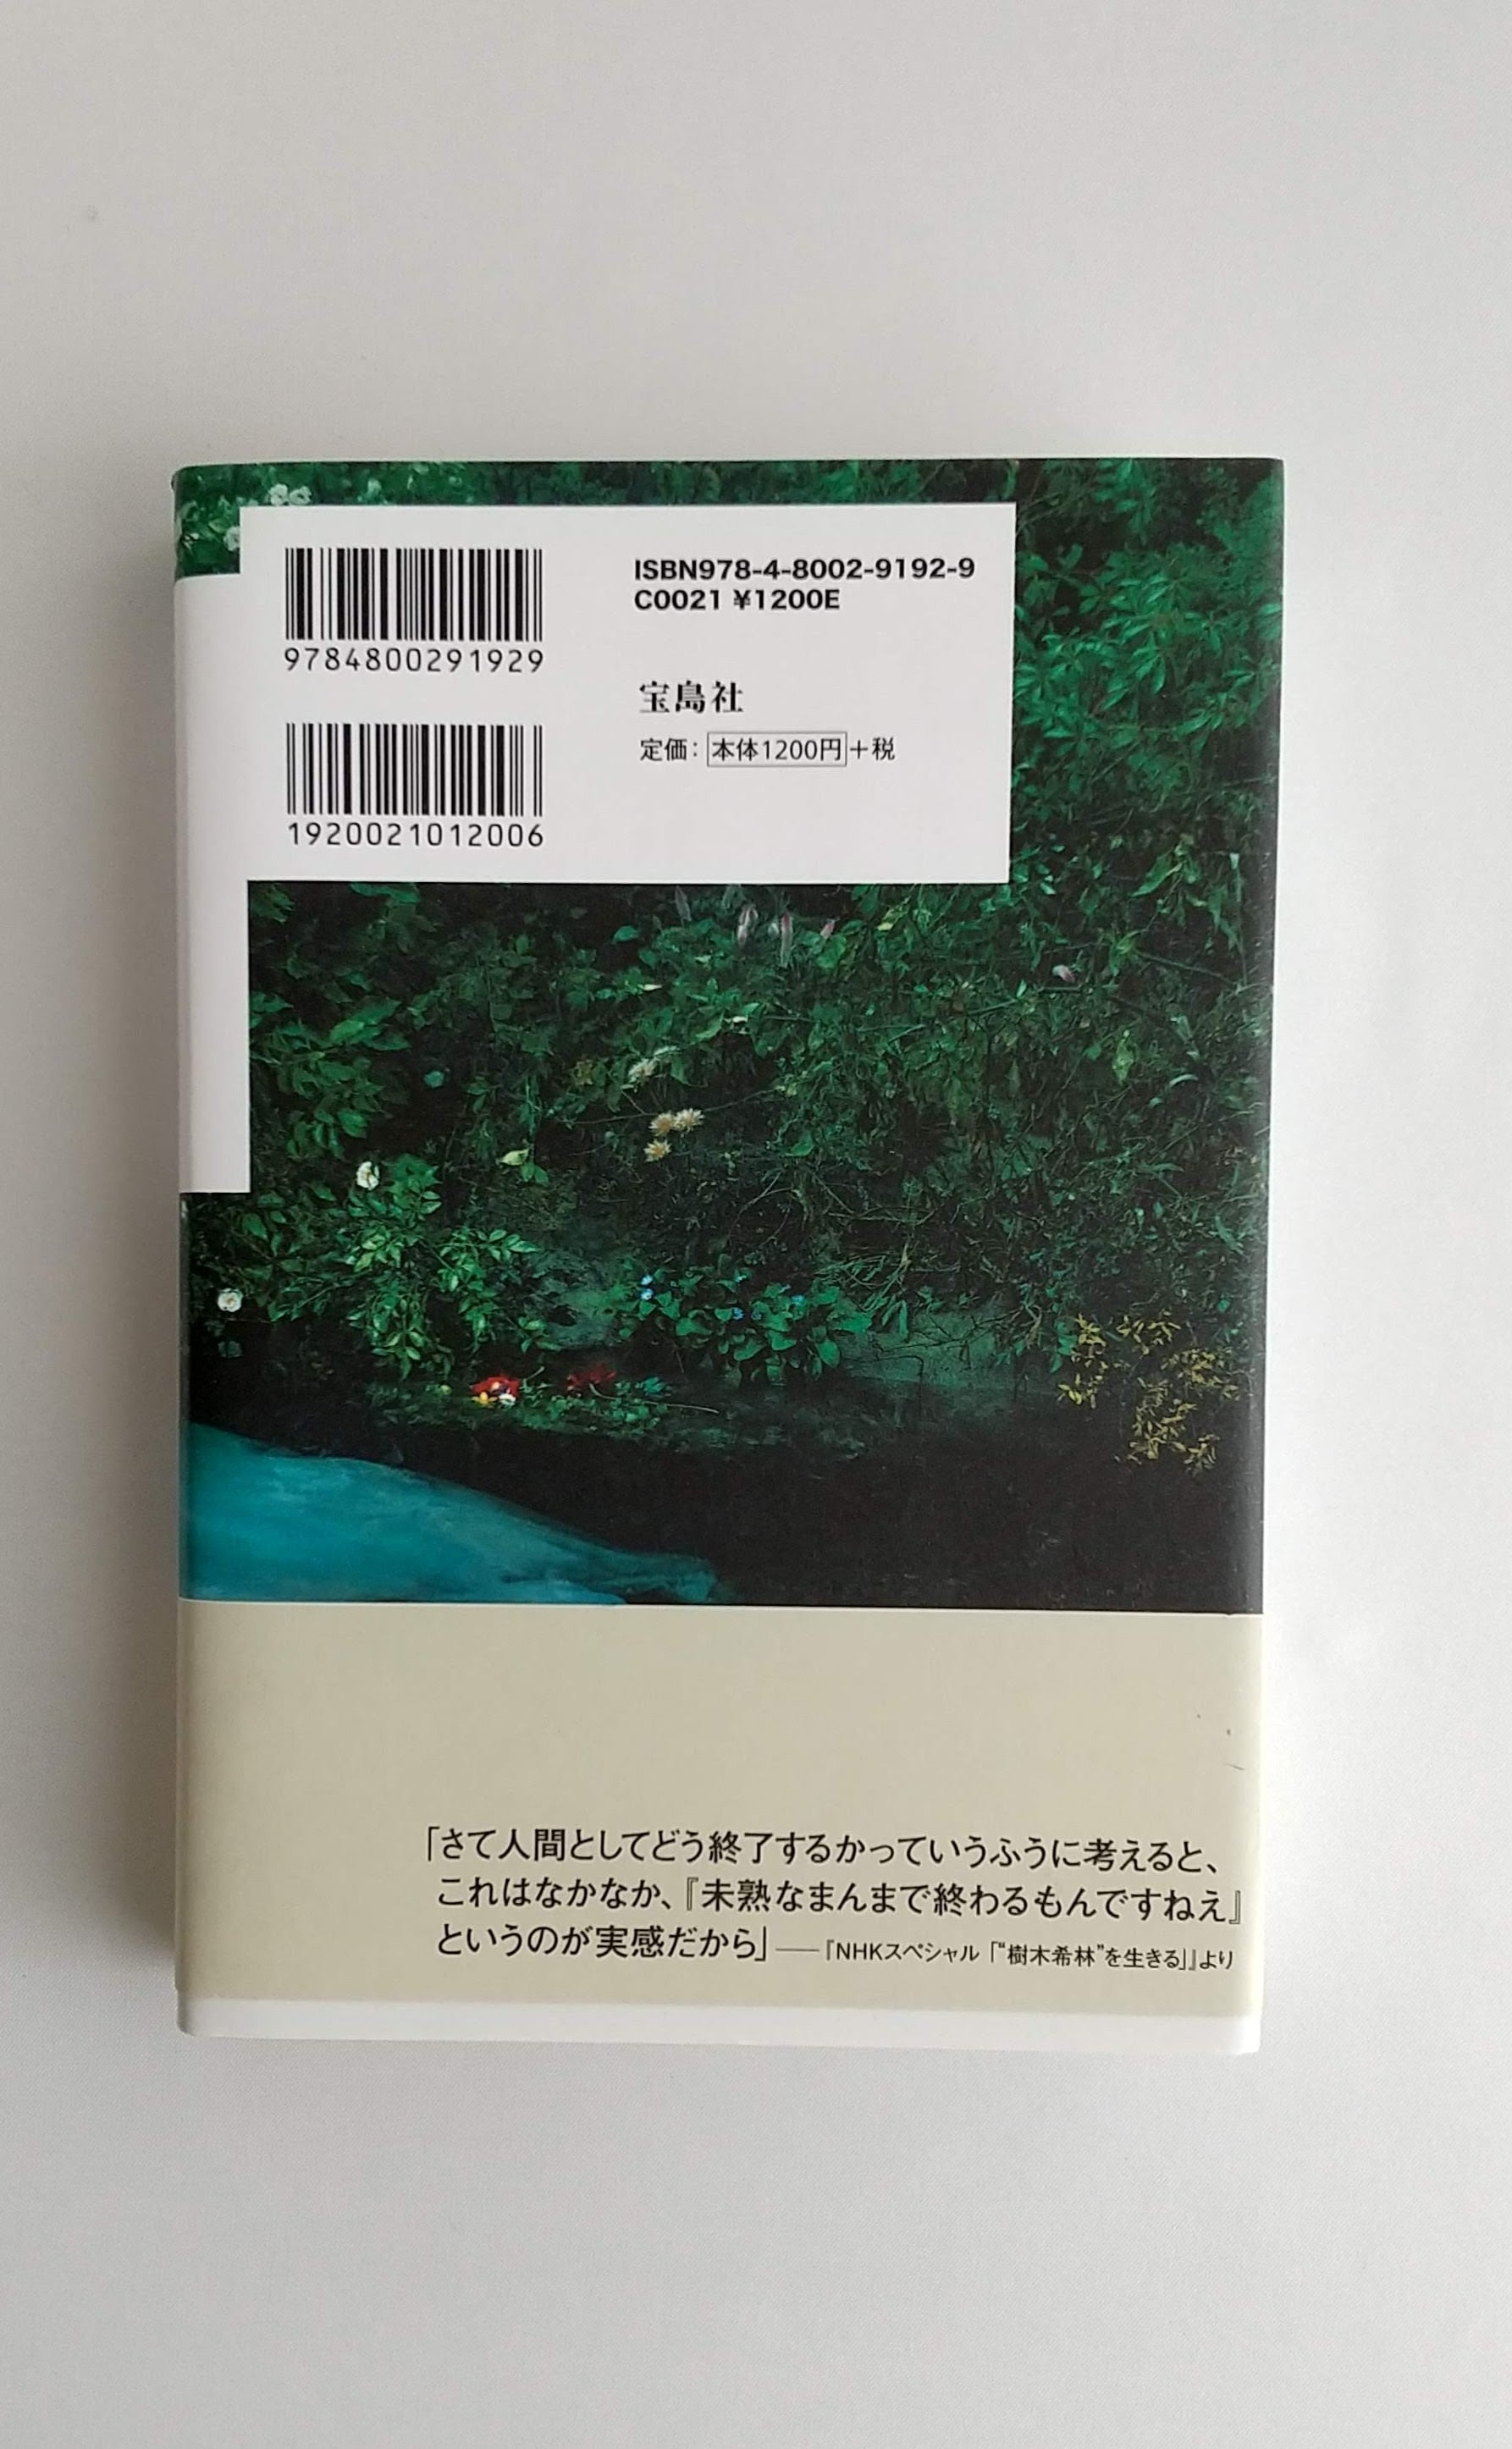 9784800291929
1920021012006
ISBN978-4-8002-9192-9
C0021 ¥1200E
宝島社
定価：本体1200円＋税
「さて人間としてどう終了するかっていうふうに考えると、
これはなかなか、『未熟なまんまで終わるもんですねえ』
というのが実感だから」——『NHKスペシャル「“樹木希林”を生きる」』より